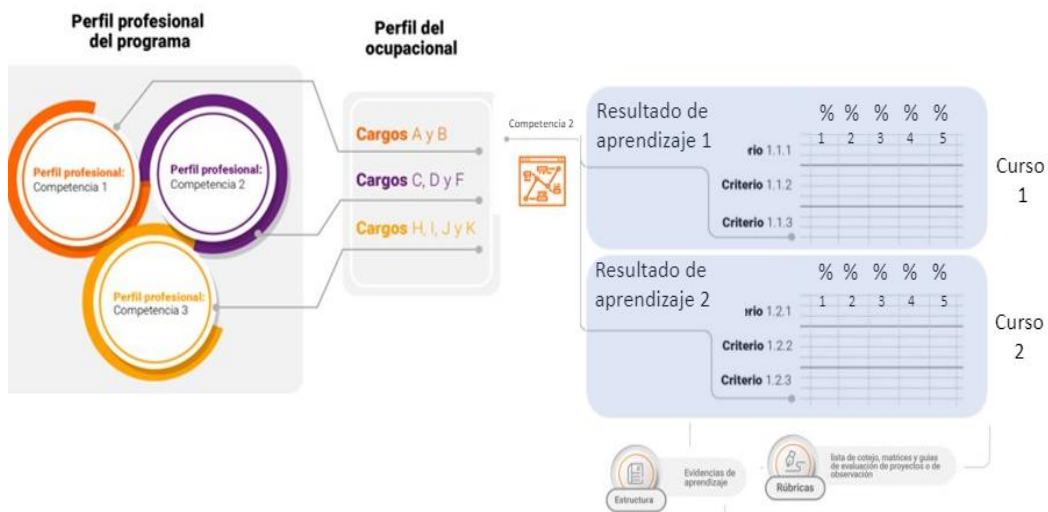 Perfil profesional
del programa
Perfil profesional:
Competencia 1
Perfil profesional:
Competencia 2
Perfil profesional:
Competencia 3
Perfil del
ocupacional
Cargos A y B
Cargos C, D y F
Cargos H, I, J y K
Competencia 2
Resultado de
aprendizaje 1
% % % % %
1 2 3 4 5
rio 1.1.1
Criterio 1.1.2
Criterio 1.1.3
Curso
1
Resultado de
aprendizaje 2
% % % % %
1 2 3 4 5
rio 1.2.1
Criterio 1.2.2
Criterio 1.2.3
Curso
2
Estructura
Evidencias de
aprendizaje
Rúbricas
lista de cotejo, matrices y guias
de evaluación de proyectos o de
observación